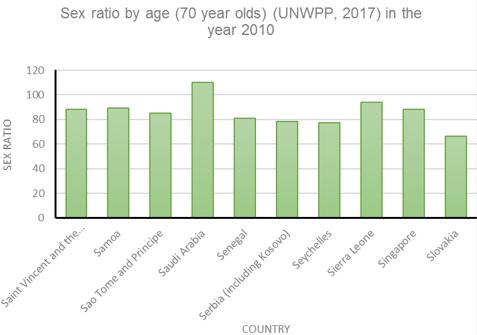 Sex ratio by age (70 year olds) (UNWPP, 2017) in the
year 2010
120
100
80
60
40
20
0
SEX RATIO
Saint Vincent and the...
Samoa
Sao Tome and Principe
Saudi Arabia
Senegal
Serbia (including Kosovo)
Seychelles
Sierra Leone
Singapore
Slovakia
COUNTRY